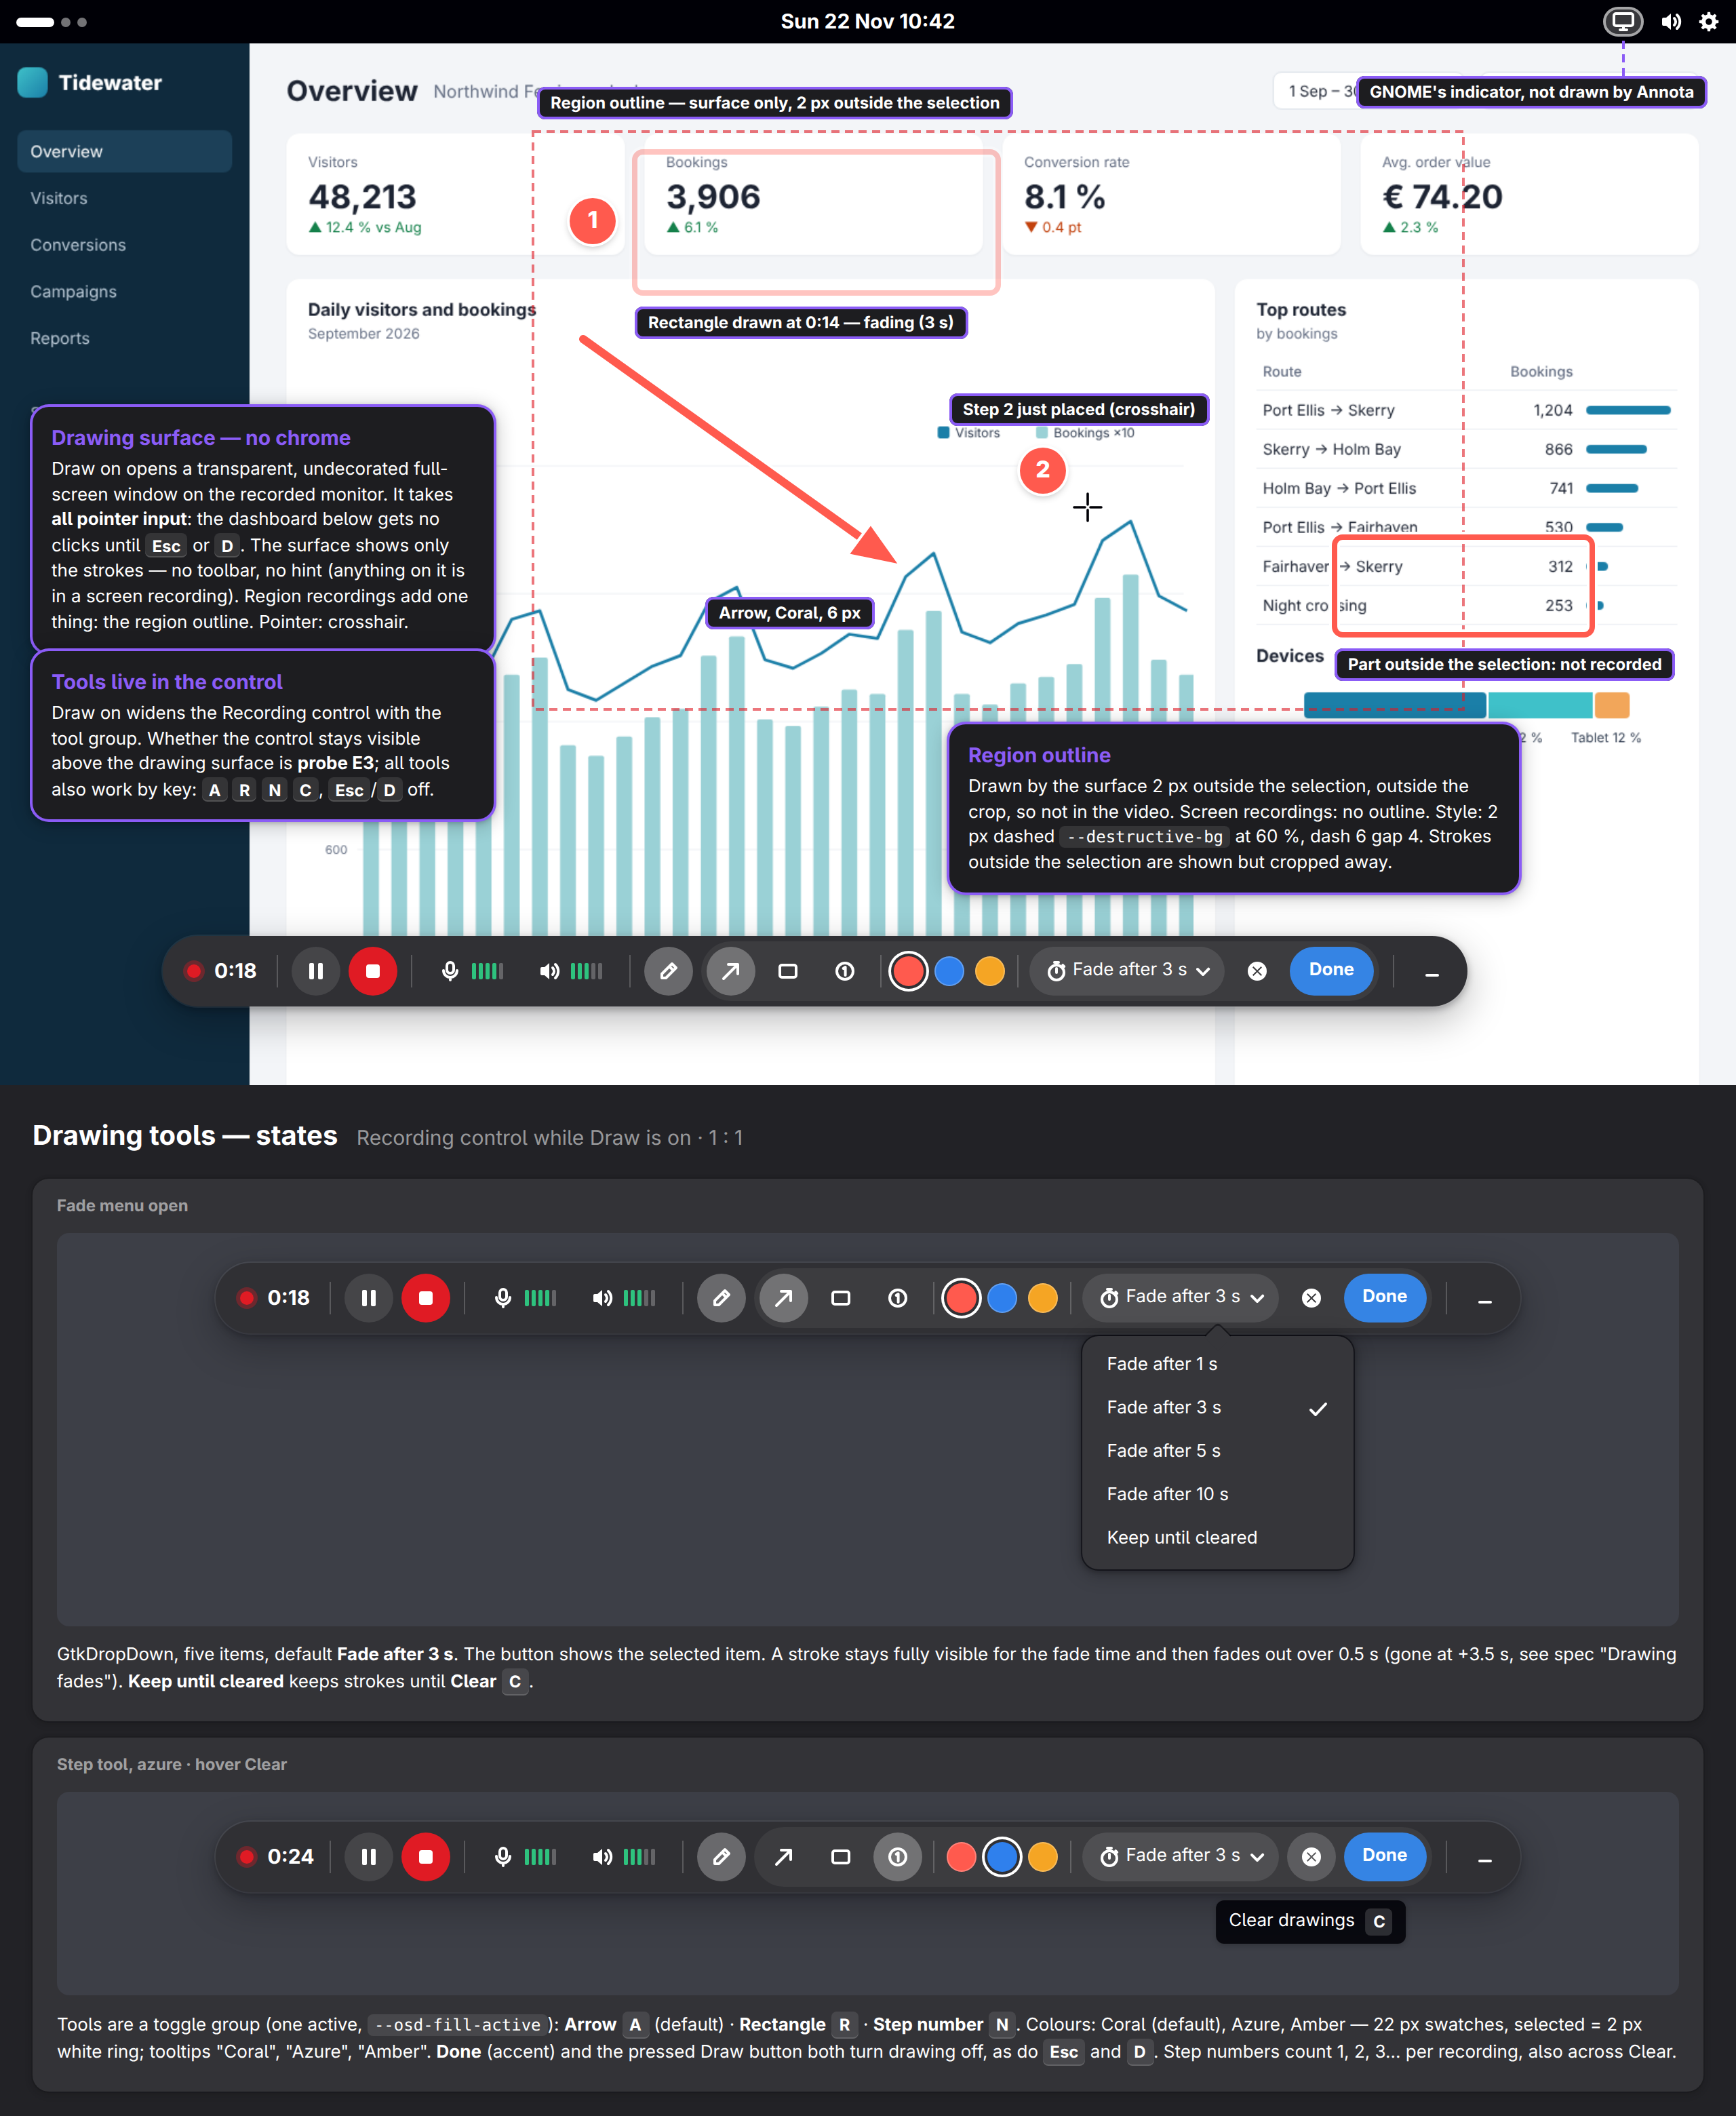 Sun 22 Nov 10:42
Tidewater
Overview
Visitors
Conversions
Campaigns
Reports
Overview
1 Sep – 30
Region outline — surface only, 2 px outside the selection
GNOME's indicator, not drawn by Annota
Visitors
48,213
▲ 12.4 % vs Aug
1
Bookings
3,906
▲ 6.1 %
Conversion rate
8.1 %
▼ 0.4 pt
Avg. order value
€ 74.20
▲ 2.3 %
Rectangle drawn at 0:14 — fading (3 s)
Daily visitors and bookings
September 2026
Step 2 just placed (crosshair)
Visitors
Bookings ×10
2
Arrow, Coral, 6 px
600
Top routes
by bookings
Route Bookings
Port Ellis → Skerry 1,204
Skerry → Holm Bay 866
Holm Bay → Port Ellis 741
Port Ellis → Fairhaven 530
Fairhaven → Skerry 312
Night crossing 253
Devices
Part outside the selection: not recorded
2 % Tablet 12 %
Drawing surface — no chrome
Draw on opens a transparent, undecorated full-
screen window on the recorded monitor. It takes
all pointer input: the dashboard below gets no
clicks until Esc or D. The surface shows only
the strokes — no toolbar, no hint (anything on it is
in a screen recording). Region recordings add one
thing: the region outline. Pointer: crosshair.
Tools live in the control
Draw on widens the Recording control with the
tool group. Whether the control stays visible
above the drawing surface is probe E3; all tools
also work by key: A R N C, Esc/D off.
Region outline
Drawn by the surface 2 px outside the selection, outside the
crop, so not in the video. Screen recordings: no outline. Style: 2
px dashed --destructive-bg at 60 %, dash 6 gap 4. Strokes
outside the selection are shown but cropped away.
0:18 1 Fade after 3 s Done
Drawing tools — states Recording control while Draw is on · 1 : 1
Fade menu open
0:18 1 Fade after 3 s Done
Fade after 1 s
Fade after 3 s
Fade after 5 s
Fade after 10 s
Keep until cleared
GtkDropDown, five items, default Fade after 3 s. The button shows the selected item. A stroke stays fully visible for the fade time and then fades out over 0.5 s (gone at +3.5 s, see spec "Drawing
fades"). Keep until cleared keeps strokes until Clear C.
Step tool, azure · hover Clear
0:24 1 Fade after 3 s Done
Clear drawings C
Tools are a toggle group (one active, --osd-fill-active): Arrow A (default) · Rectangle R · Step number N. Colours: Coral (default), Azure, Amber — 22 px swatches, selected = 2 px
white ring; tooltips "Coral", "Azure", "Amber". Done (accent) and the pressed Draw button both turn drawing off, as do Esc and D. Step numbers count 1, 2, 3… per recording, also across Clear.